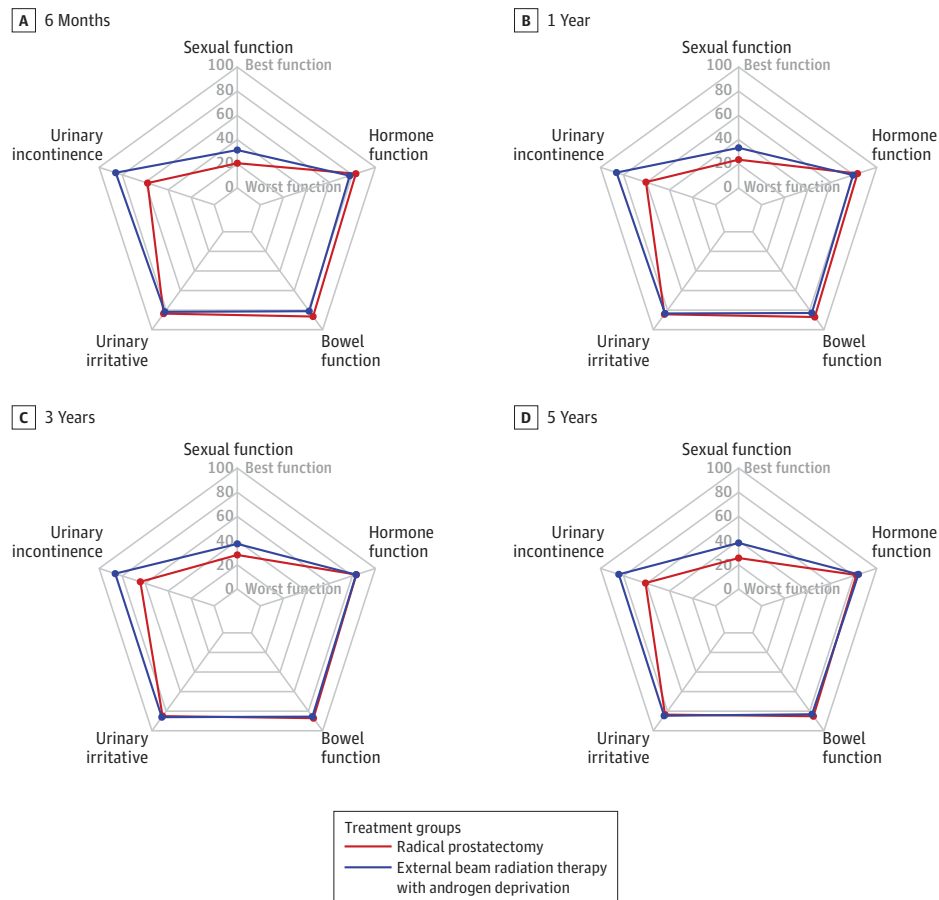 A 6 Months
Sexual function
100 Best function
80
60
40
20
0 Worst function
Urinary
incontinence
Hormone
function
Urinary
irritative
Bowel
function
B 1 Year
Sexual function
100 Best function
80
60
40
20
0 Worst function
Urinary
incontinence
Hormone
function
Urinary
irritative
Bowel
function
C 3 Years
Sexual function
100 Best function
80
60
40
20
0 Worst function
Urinary
incontinence
Hormone
function
Urinary
irritative
Bowel
function
D 5 Years
Sexual function
100 Best function
80
60
40
20
0 Worst function
Urinary
incontinence
Hormone
function
Urinary
irritative
Bowel
function
Treatment groups
Radical prostatectomy
External beam radiation therapy
with androgen deprivation